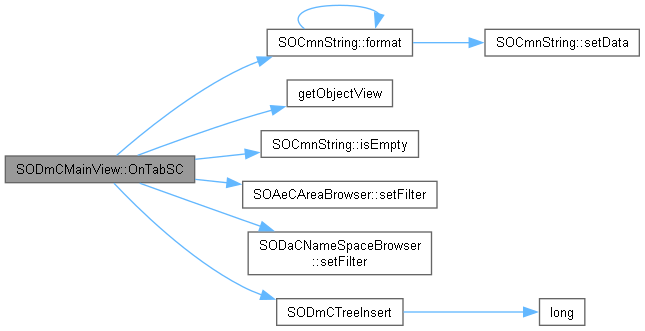 SOCmnString::format
SOCmnString::setData
getObjectView
SOCmnString::isEmpty
SODmCMainView::OnTabSC
SOAeCAreaBrowser::setFilter
SODaCNameSpaceBrowser
::setFilter
SODmCTreeInsert
long